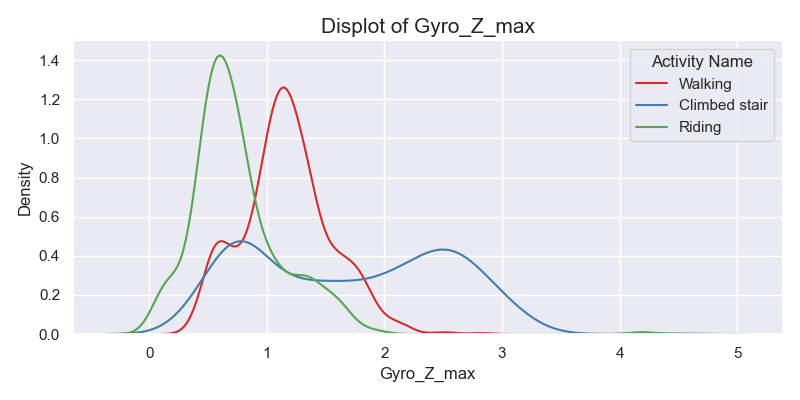 Displot of Gyro_Z_max
Activity Name
Walking
Climbed stair
Riding
Density
1.4
1.2
1.0
0.8
0.6
0.4
0.2
0.0
0 1 2 3 4 5
Gyro_Z_max